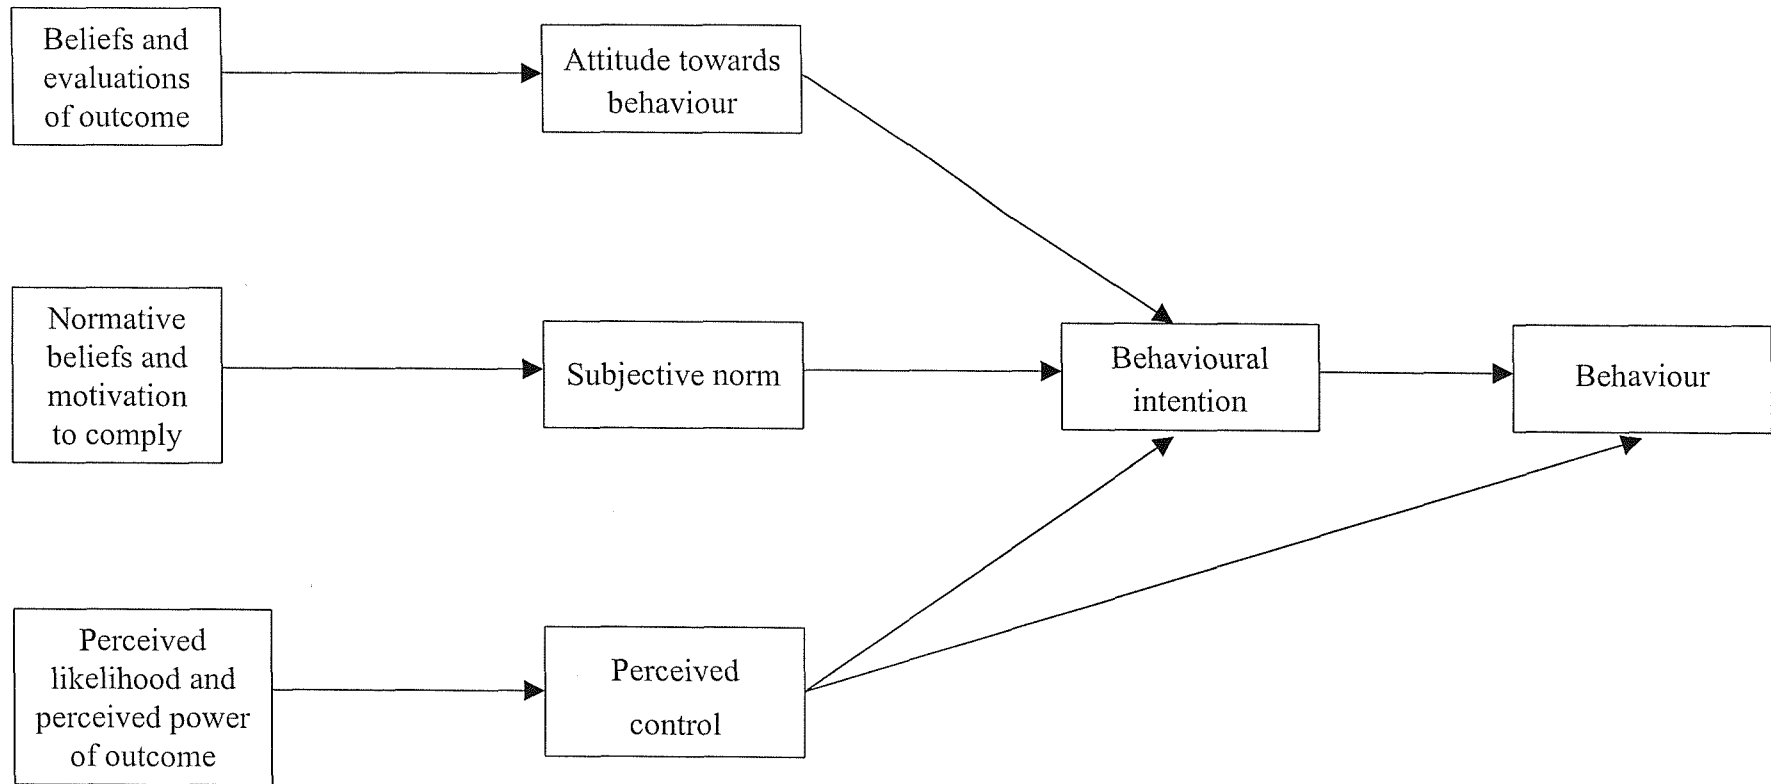 Beliefs and
evaluations
of outcome
Attitude towards
behaviour
Normative
beliefs and
motivation
to comply
Subjective norm
Behavioural
intention
Behaviour
Perceived
likelihood and
perceived power
of outcome
Perceived
control